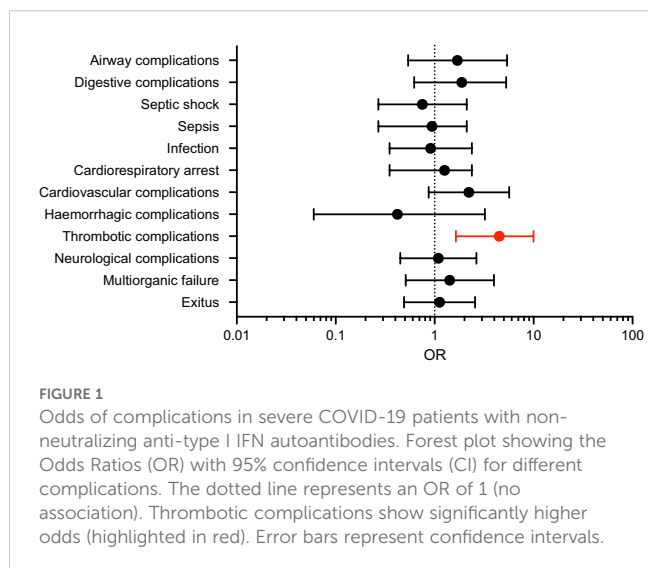 Airway complications
Digestive complications
Septic shock
Sepsis
Infection
Cardiorespiratory arrest
Cardiovascular complications
Haemorrhagic complications
Thrombotic complications
Neurological complications
Multiorganic failure
Exitus
0.01 0.1 1 10 100
OR
FIGURE 1
Odds of complications in severe COVID-19 patients with non-
neutralizing anti-type I IFN autoantibodies. Forest plot showing the
Odds Ratios (OR) with 95% confidence intervals (CI) for different
complications. The dotted line represents an OR of 1 (no
association). Thrombotic complications show significantly higher
odds (highlighted in red). Error bars represent confidence intervals.